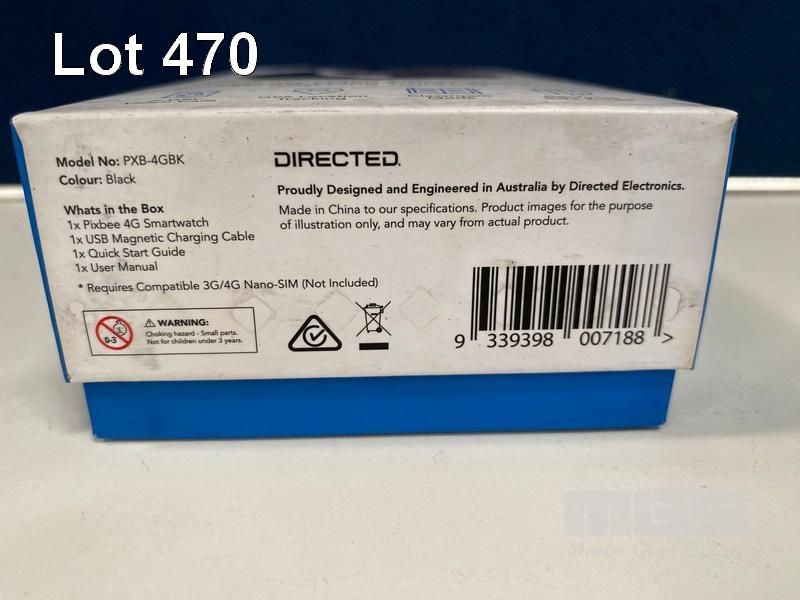 Lot 470
Model No: PXB-4GBK
Colour: Black
Whats in the Box
1x Pixbee 4G Smartwatch
1x USB Magnetic Charging Cable
1x Quick Start Guide
1x User Manual
* Requires Compatible 3G/4G Nano-SIM (Not Included)
WARNING:
Choking hazard - Small parts.
Not for children under 3 years.
0-3
DIRECTED.
Proudly Designed and Engineered in Australia by Directed Electronics.
Made in China to our specifications. Product images for the purpose
of illustration only, and may vary from actual product.
9 339398 007188 >
MGS